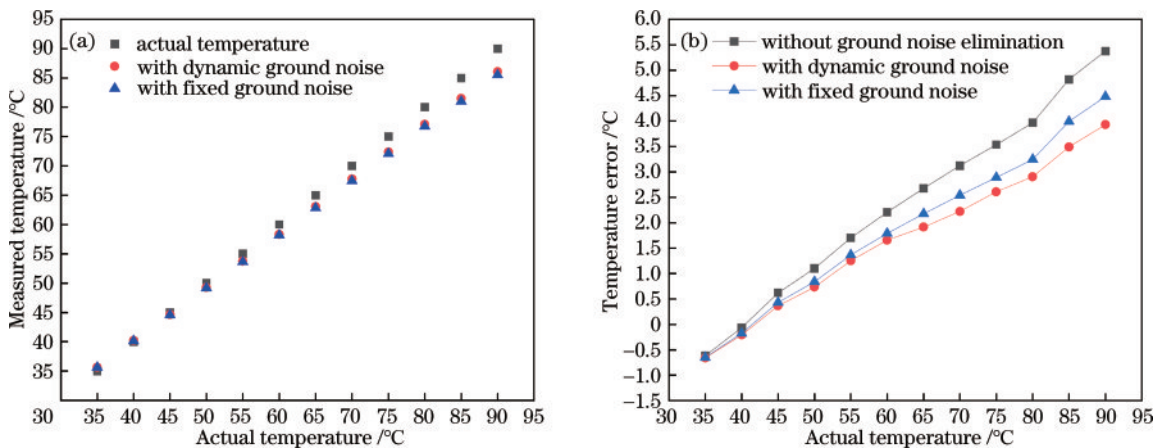 (a)
actual temperature
with dynamic ground noise
with fixed ground noise
95
90
85
80
75
70
65
60
55
50
45
40
35
Measured temperature /℃
30 35 40 45 50 55 60 65 70 75 80 85 90 95
Actual temperature /℃
(b)
without ground noise elimination
with dynamic ground noise
with fixed ground noise
6.0
5.5
5.0
4.5
4.0
3.5
3.0
2.5
2.0
1.5
1.0
0.5
0
−0.5
−1.0
−1.5
Temperature error /℃
30 35 40 45 50 55 60 65 70 75 80 85 90 95
Actual temperature /℃